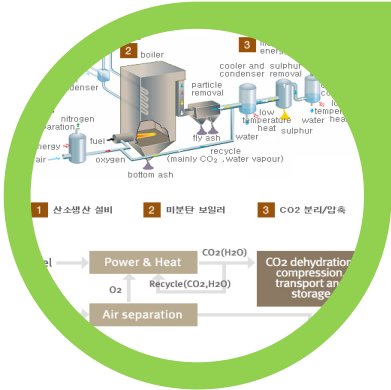 2
boiler
3
energy
cooler and
condenser
sulphur
removal
particle
removal
nitrogen
fuel
air
oxygen
fly ash
bottom ash
water
low
temperature
heat
sulphur
water
recycle
(mainly CO₂ ,water vapour)
1 산소생산 설비
2 미분탄 보일러
3 CO2 분리/압축
Power & Heat
CO₂(H₂O)
CO₂ dehydration
compression
transport
storage
O₂
Recycle(CO₂,H₂O)
Air separation